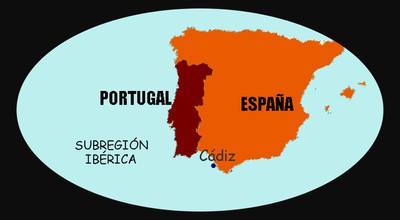 PORTUGAL
ESPAÑA
SUBREGIÓN
IBÉRICA
Cádiz